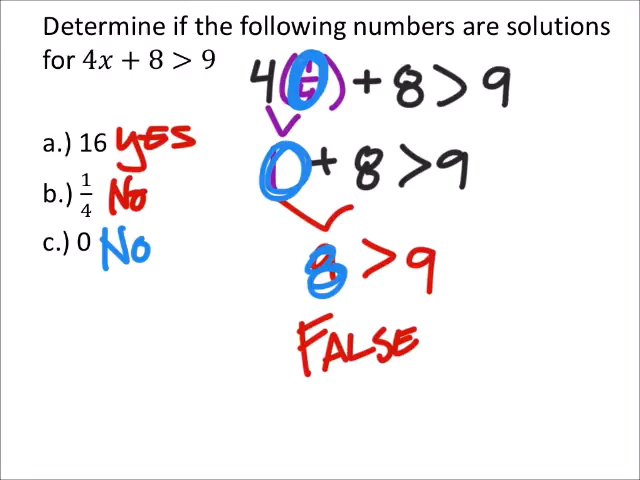 Determine if the following numbers are solutions
for 4x + 8 > 9
4(0) + 8 > 9
a.) 16 YES
0 + 8 > 9
b.) 1/4 No
c.) 0 No
8 > 9
FALSE